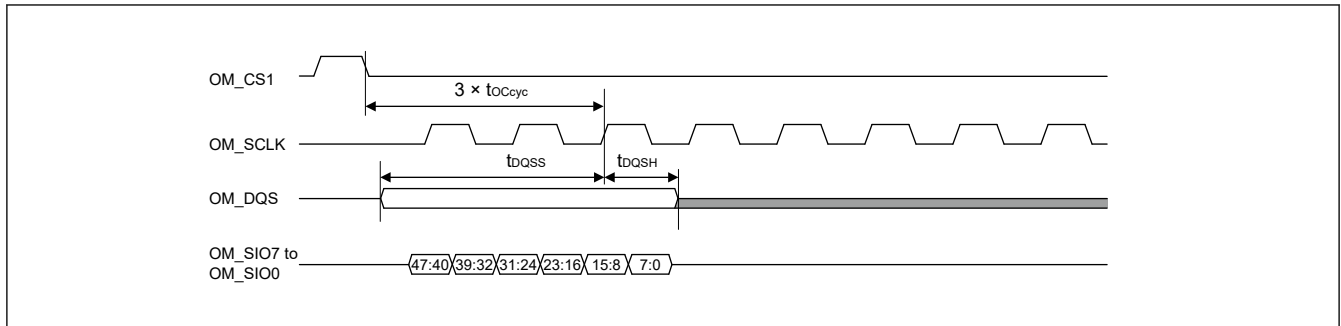 OM_CS1
3 × tOCcyc
OM_SCLK
tDQSS tDQSH
OM_DQS
OM_SIO7 to
OM_SIO0
47:40 39:32 31:24 23:16 15:8 7:0